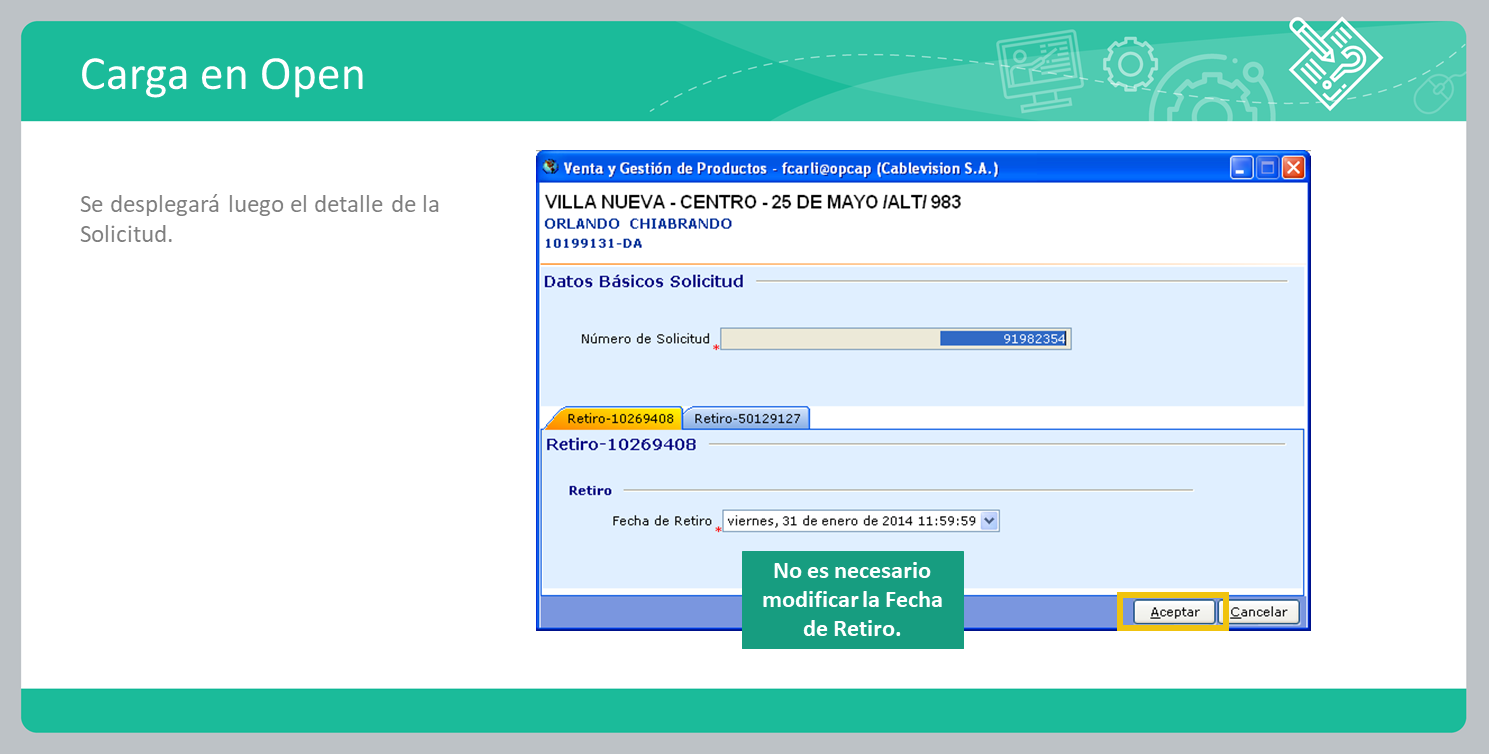 Carga en Open
Se desplegará luego el detalle de la
Solicitud.
Venta y Gestión de Productos - fcarli@opcap (Cablevision S.A.)
VILLA NUEVA - CENTRO - 25 DE MAYO /ALT/ 983
ORLANDO CHIABRANDO
10199131-DA
Datos Básicos Solicitud
Número de Solicitud * 91982354
Retiro-10269408 Retiro-50129127
Retiro-10269408
Retiro
Fecha de Retiro * viernes, 31 de enero de 2014 11:59:59
No es necesario
modificar la Fecha
de Retiro.
Aceptar Cancelar